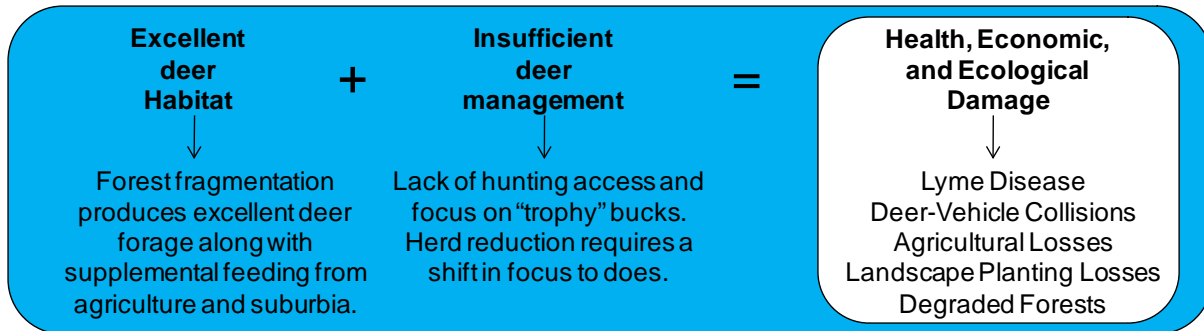 Excellent
deer
Habitat
Forest fragmentation
produces excellent deer
forage along with
supplemental feeding from
agriculture and suburbia.
+
Insufficient
deer
management
Lack of hunting access and
focus on “trophy” bucks.
Herd reduction requires a
shift in focus to does.
=
Health, Economic,
and Ecological
Damage
Lyme Disease
Deer-Vehicle Collisions
Agricultural Losses
Landscape Planting Losses
Degraded Forests